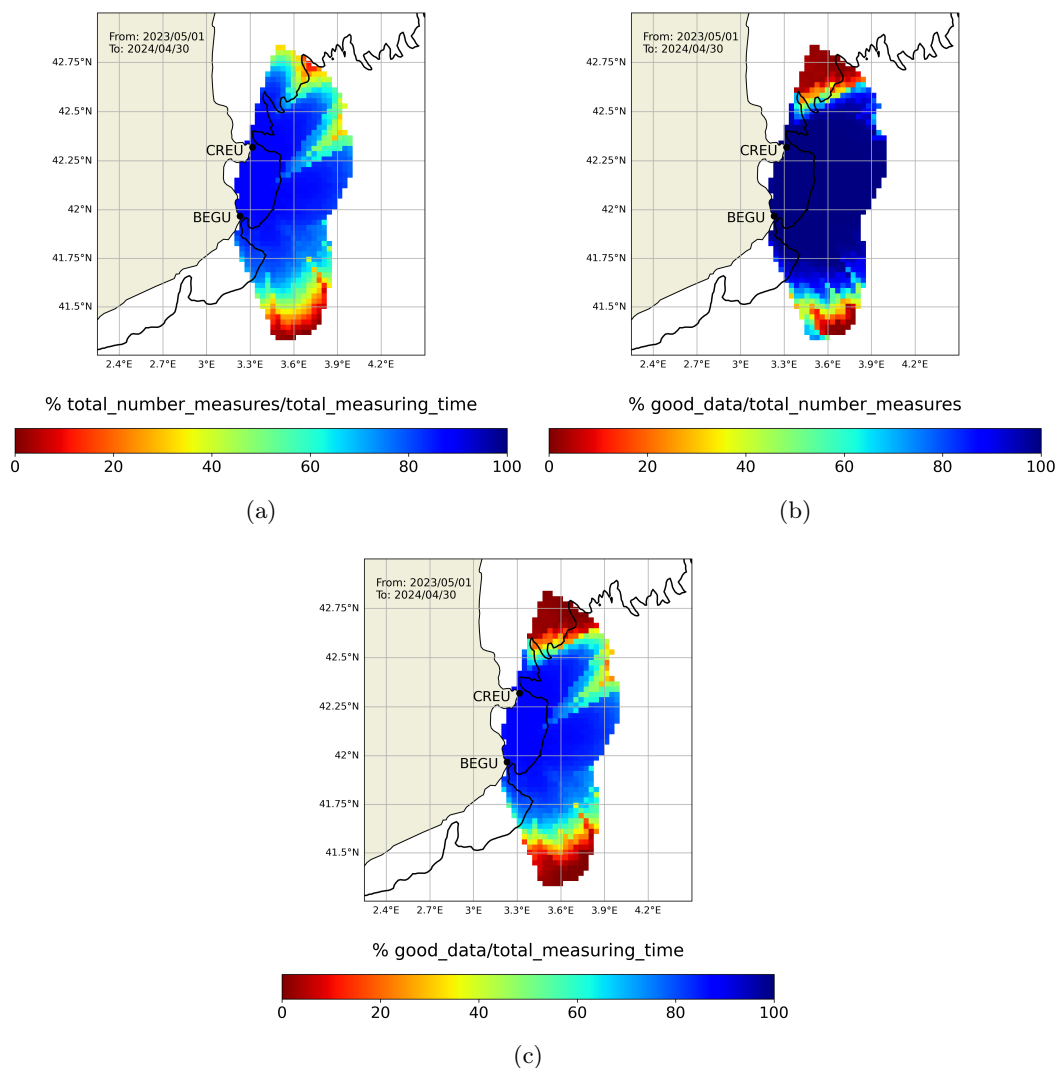 From: 2023/05/01
To: 2024/04/30
42.75°N
42.5°N
42.25°N
42°N
41.75°N
41.5°N
CREU
BEGU
2.4°E 2.7°E 3°E 3.3°E 3.6°E 3.9°E 4.2°E
% total_number_measures/total_measuring_time
0 20 40 60 80 100
(a)
From: 2023/05/01
To: 2024/04/30
42.75°N
42.5°N
42.25°N
42°N
41.75°N
41.5°N
CREU
BEGU
2.4°E 2.7°E 3°E 3.3°E 3.6°E 3.9°E 4.2°E
% good_data/total_number_measures
0 20 40 60 80 100
(b)
From: 2023/05/01
To: 2024/04/30
42.75°N
42.5°N
42.25°N
42°N
41.75°N
41.5°N
CREU
BEGU
2.4°E 2.7°E 3°E 3.3°E 3.6°E 3.9°E 4.2°E
% good_data/total_measuring_time
0 20 40 60 80 100
(c)